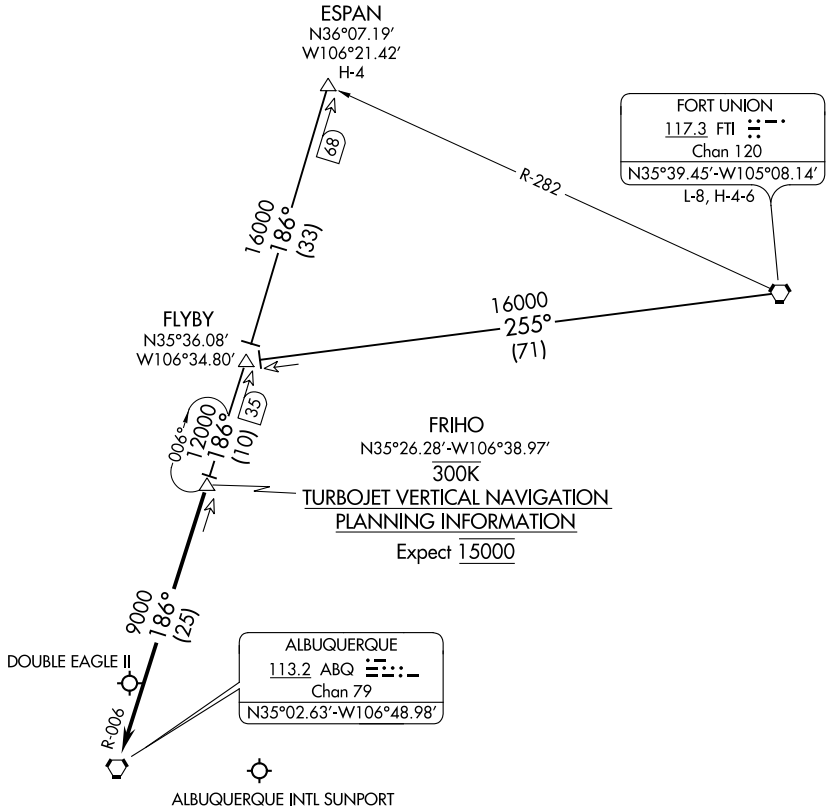 ESPAN
N36°07.19'
W106°21.42'
H-4
FORT UNION
117.3 FTI
Chan 120
N35°39.45'-W105°08.14'
L-8, H-4-6
68
R-282
16000
186°
(33)
16000
255°
(71)
FLYBY
N35°36.08'
W106°34.80'
35
006°
12000
186°
(10)
FRIHO
N35°26.28'-W106°38.97'
300K
TURBOJET VERTICAL NAVIGATION
PLANNING INFORMATION
Expect 15000
9000
186°
(25)
DOUBLE EAGLE II
ALBUQUERQUE
113.2 ABQ
Chan 79
N35°02.63'-W106°48.98'
R-006
ALBUQUERQUE INTL SUNPORT